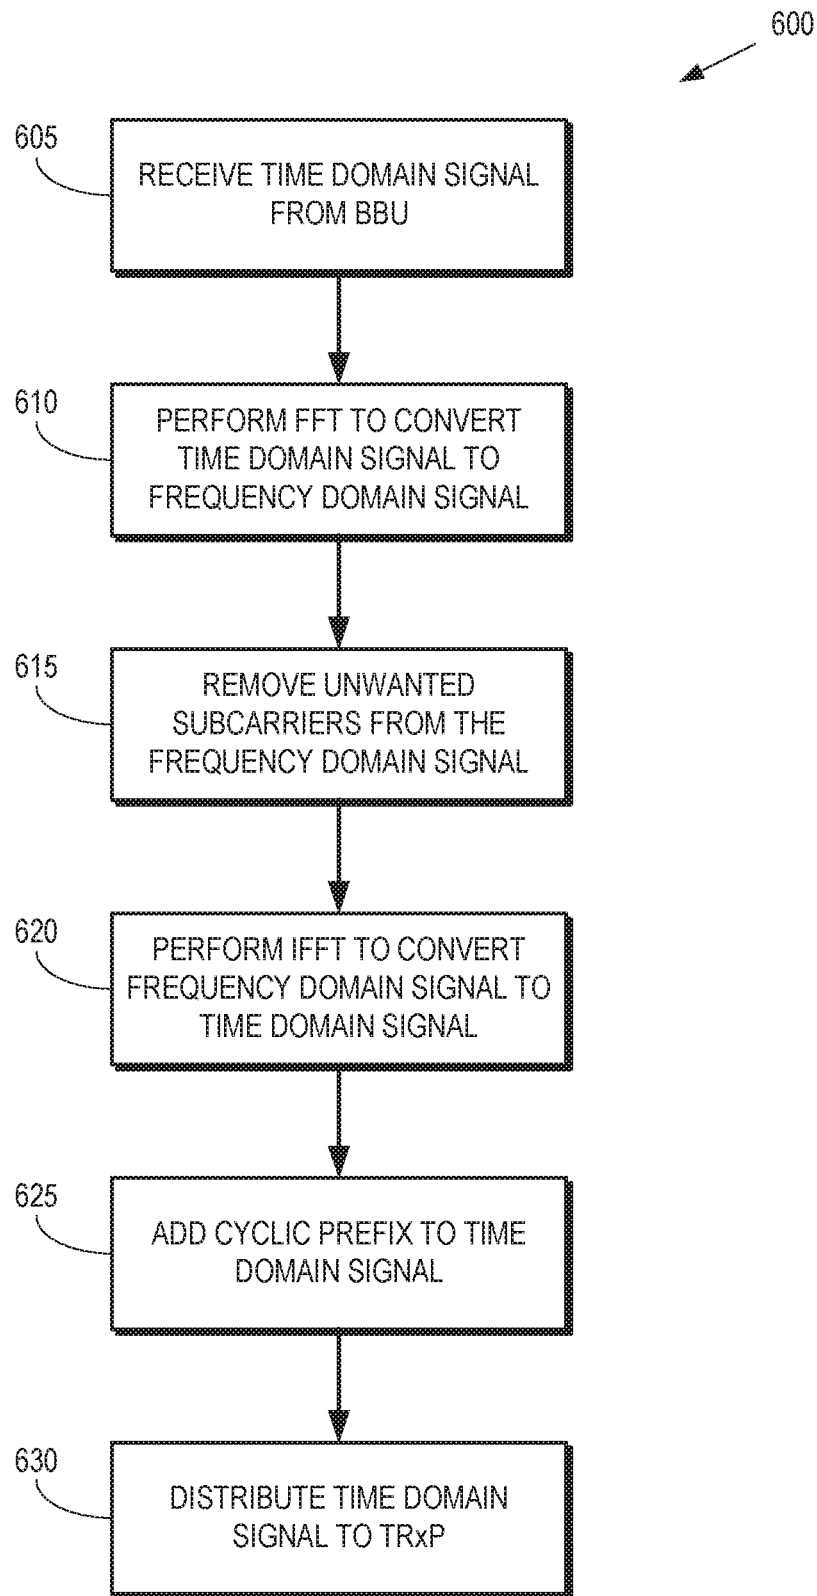 600
605
RECEIVE TIME DOMAIN SIGNAL
FROM BBU
610
PERFORM FFT TO CONVERT
TIME DOMAIN SIGNAL TO
FREQUENCY DOMAIN SIGNAL
615
REMOVE UNWANTED
SUBCARRIERS FROM THE
FREQUENCY DOMAIN SIGNAL
620
PERFORM IFFT TO CONVERT
FREQUENCY DOMAIN SIGNAL TO
TIME DOMAIN SIGNAL
625
ADD CYCLIC PREFIX TO TIME
DOMAIN SIGNAL
630
DISTRIBUTE TIME DOMAIN
SIGNAL TO TRxP